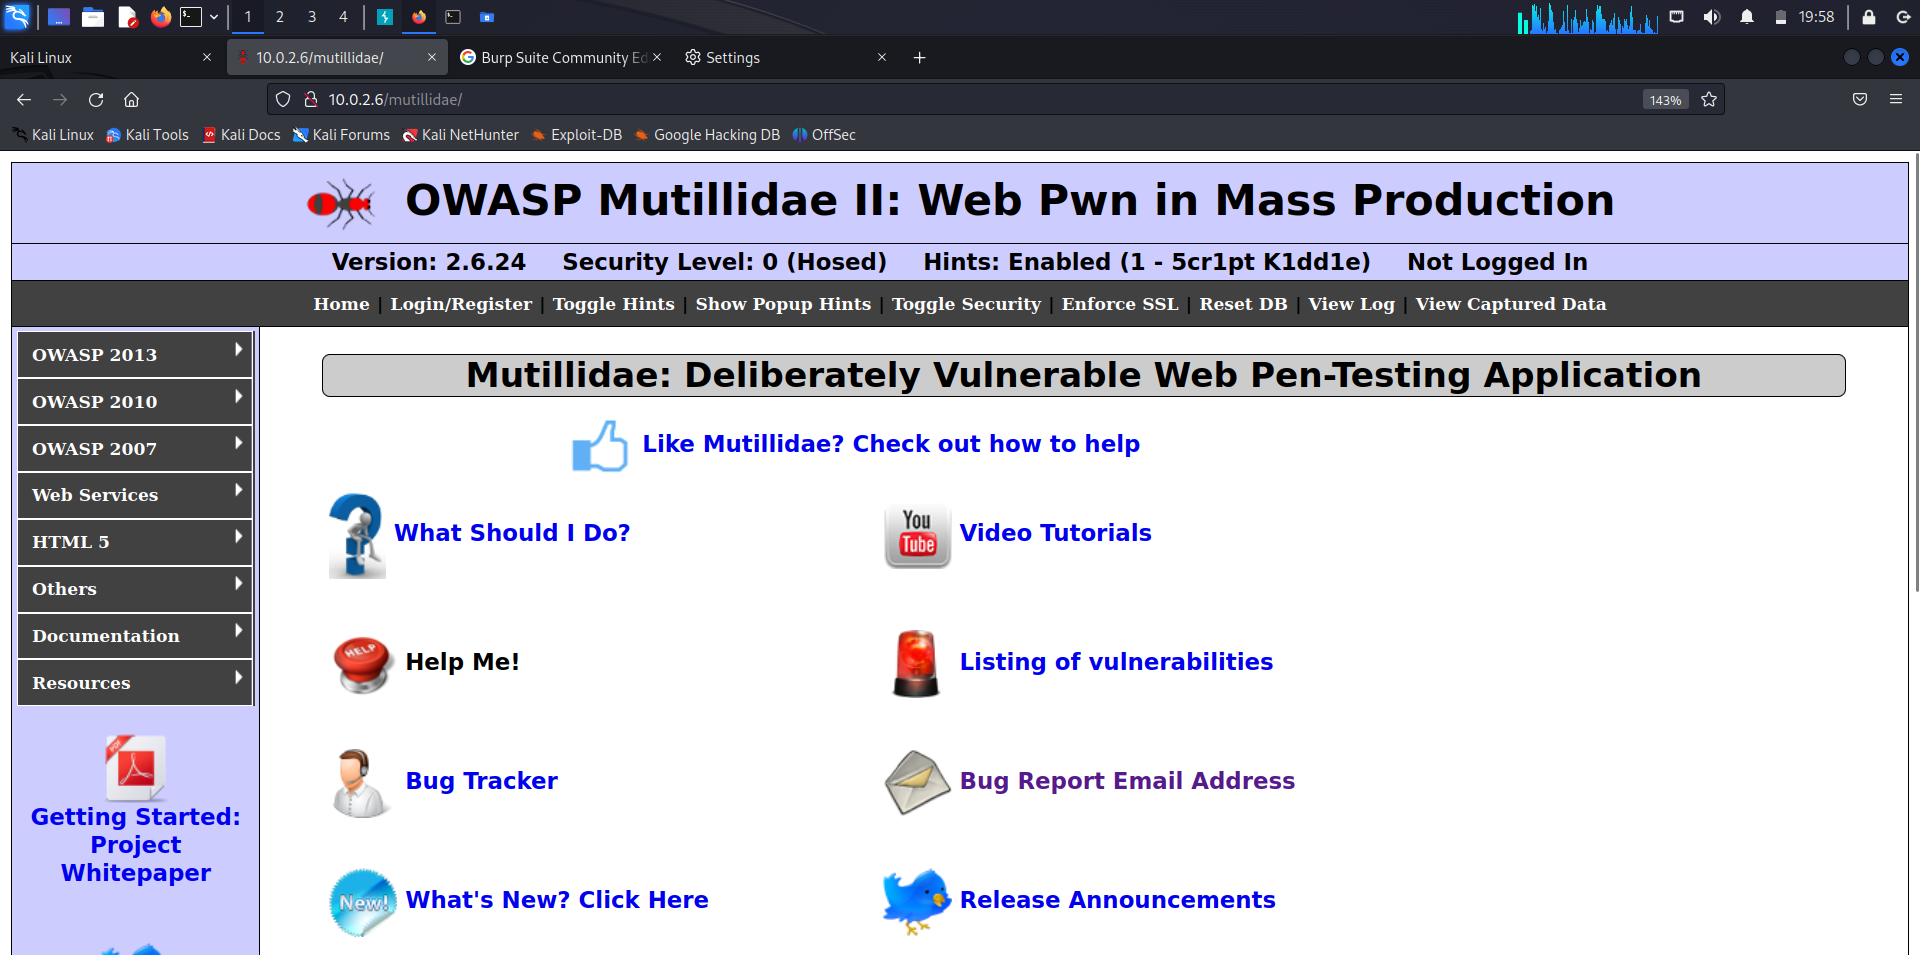 1 2 3 4 19:58
Kali Linux 10.0.2.6/mutillidae/ Burp Suite Community Ed Settings
10.0.2.6/mutillidae/ 143%
Kali Linux Kali Tools Kali Docs Kali Forums Kali NetHunter Exploit-DB Google Hacking DB OffSec
OWASP Mutillidae II: Web Pwn in Mass Production
Version: 2.6.24 Security Level: 0 (Hosed) Hints: Enabled (1 - 5cr1pt K1dd1e) Not Logged In
Home | Login/Register | Toggle Hints | Show Popup Hints | Toggle Security | Enforce SSL | Reset DB | View Log | View Captured Data
OWASP 2013
OWASP 2010
OWASP 2007
Web Services
HTML 5
Others
Documentation
Resources
PDF
Getting Started:
Project
Whitepaper
Mutillidae: Deliberately Vulnerable Web Pen-Testing Application
Like Mutillidae? Check out how to help
What Should I Do?
You
Tube
Video Tutorials
HELP
Help Me!
Listing of vulnerabilities
Bug Tracker
Bug Report Email Address
New!
What's New? Click Here
Release Announcements